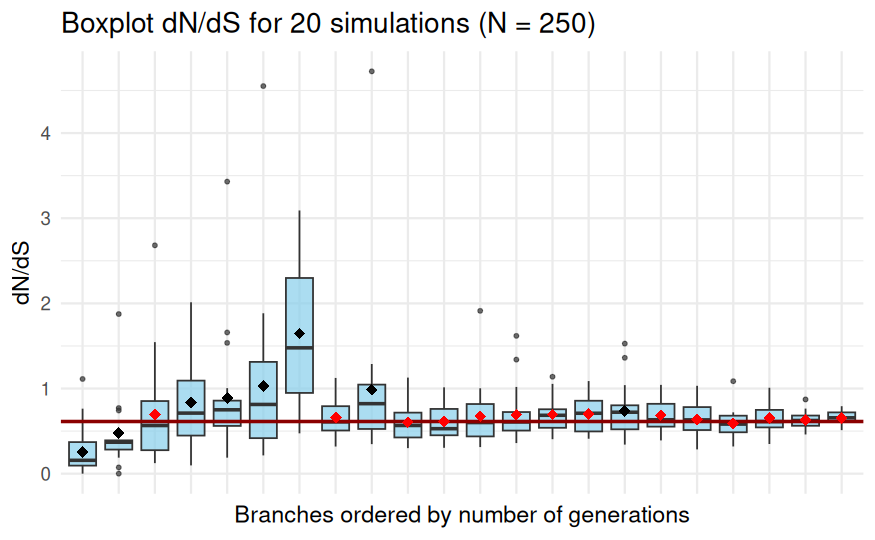 Boxplot dN/dS for 20 simulations (N = 250)
4
3
2
1
0
dN/dS
Branches ordered by number of generations